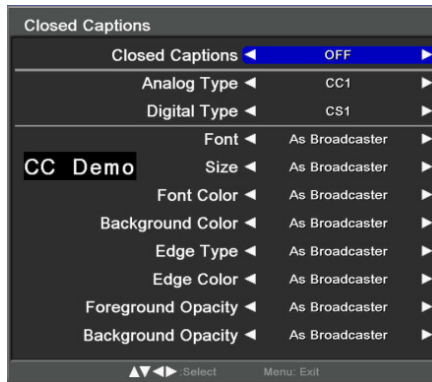 Closed Captions
Closed Captions ◀ OFF ▶
Analog Type ◀ CC1 ▶
Digital Type ◀ CS1 ▶
Font ◀ As Broadcaster ▶
CC Demo Size ◀ As Broadcaster ▶
Font Color ◀ As Broadcaster ▶
Background Color ◀ As Broadcaster ▶
Edge Type ◀ As Broadcaster ▶
Edge Color ◀ As Broadcaster ▶
Foreground Opacity ◀ As Broadcaster ▶
Background Opacity ◀ As Broadcaster ▶
▲▼◀▶:Select Menu: Exit